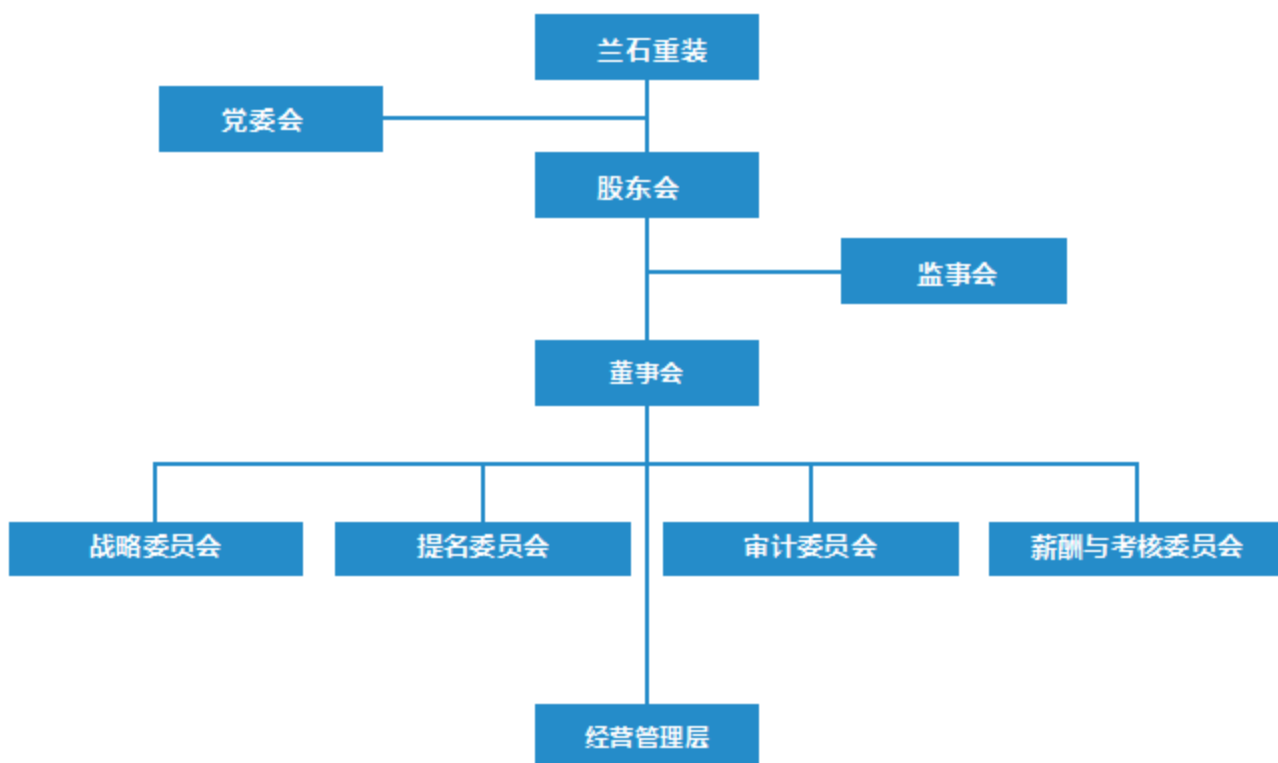 兰石重装
党委会
股东会
监事会
董事会
战略委员会
提名委员会
审计委员会
薪酬与考核委员会
经营管理层